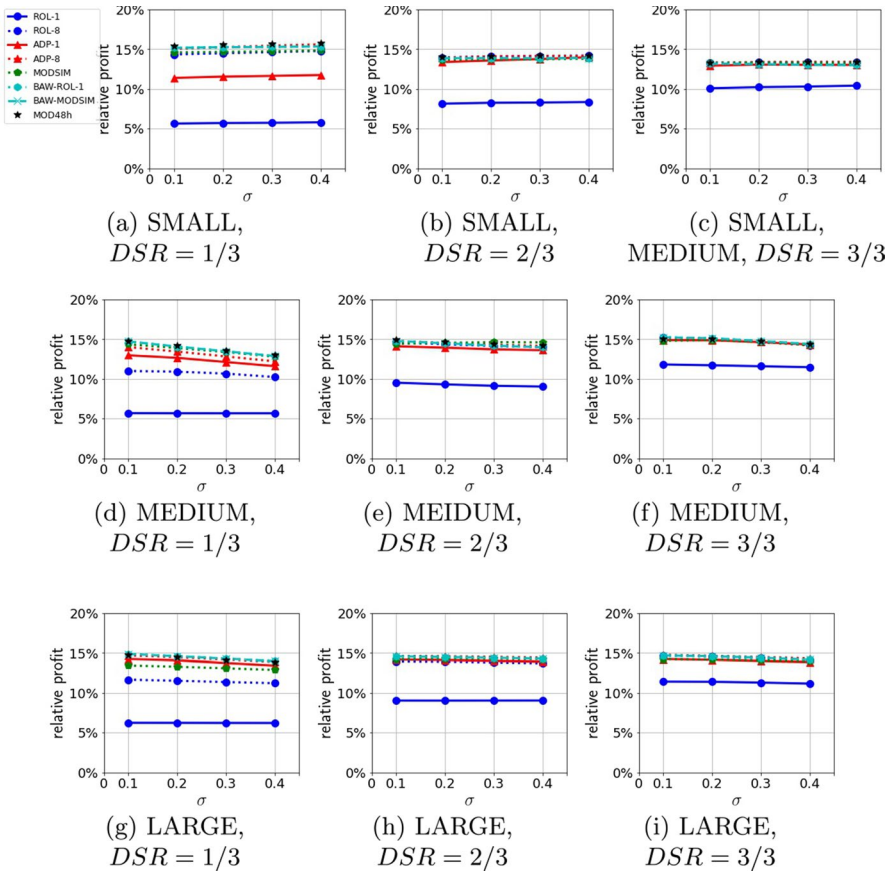 ROL-1
ROL-8
ADP-1
ADP-8
MODSIM
BAW-ROL-1
BAW-MODSIM
MOD48h
20%
15%
10%
5%
0%
relative profit
0 0.1 0.2 0.3 0.4
σ
(a) SMALL,
DSR = 1/3
20%
15%
10%
5%
0%
relative profit
0 0.1 0.2 0.3 0.4
σ
(b) SMALL,
DSR = 2/3
20%
15%
10%
5%
0%
relative profit
0 0.1 0.2 0.3 0.4
σ
(c) SMALL,
MEDIUM, DSR = 3/3
20%
15%
10%
5%
0%
relative profit
0 0.1 0.2 0.3 0.4
σ
(d) MEDIUM,
DSR = 1/3
20%
15%
10%
5%
0%
relative profit
0 0.1 0.2 0.3 0.4
σ
(e) MEIDUM,
DSR = 2/3
20%
15%
10%
5%
0%
relative profit
0 0.1 0.2 0.3 0.4
σ
(f) MEDIUM,
DSR = 3/3
20%
15%
10%
5%
0%
relative profit
0 0.1 0.2 0.3 0.4
σ
(g) LARGE,
DSR = 1/3
20%
15%
10%
5%
0%
relative profit
0 0.1 0.2 0.3 0.4
σ
(h) LARGE,
DSR = 2/3
20%
15%
10%
5%
0%
relative profit
0 0.1 0.2 0.3 0.4
σ
(i) LARGE,
DSR = 3/3